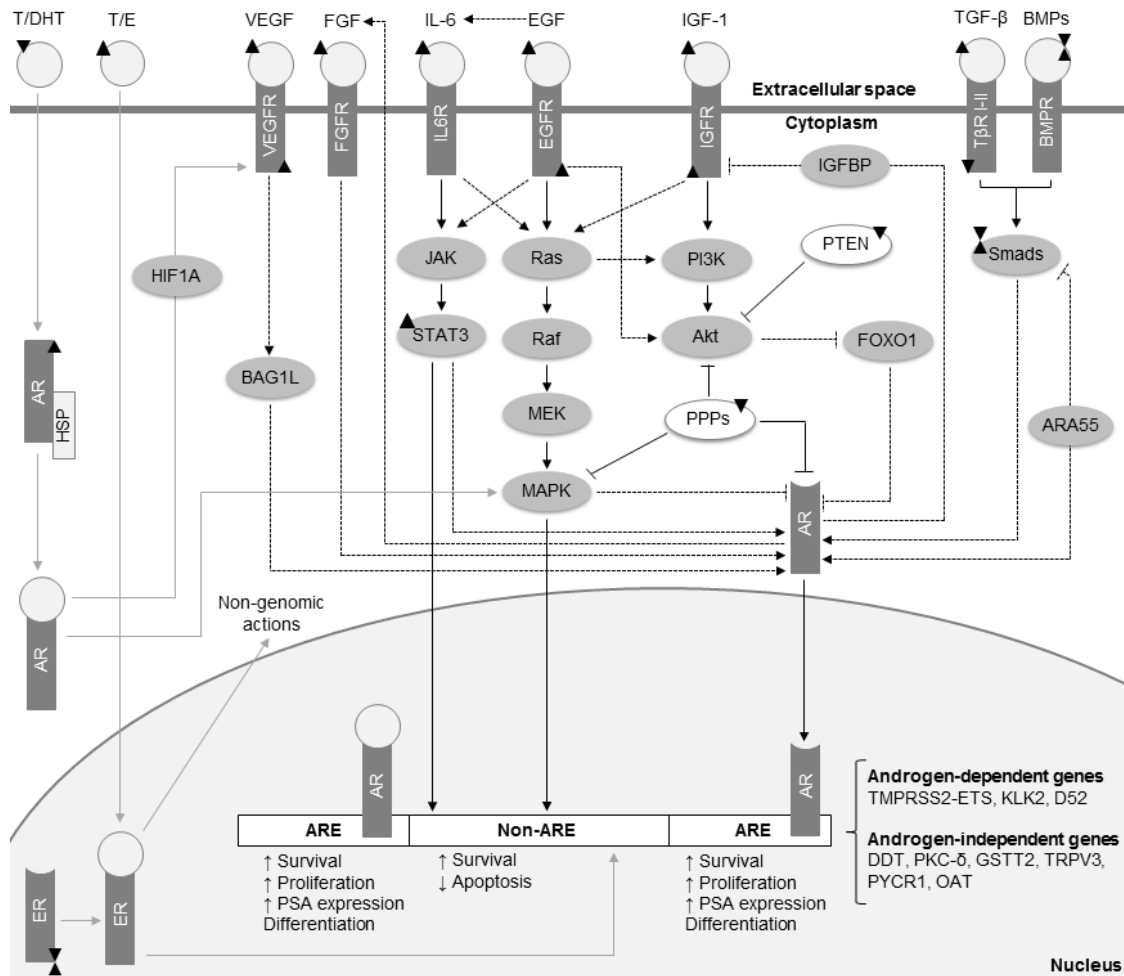 T/DHT
T/E
VEGF
FGF
IL-6
EGF
IGF-1
TGF-β
BMPs
Extracellular space
Cytoplasm
VEGFR
FGFR
IL6R
EGFR
IGFR
TβR I-II
BMPR
IGFBP
HIF1A
JAK
Ras
PI3K
PTEN
Smads
AR
HSP
STAT3
Raf
Akt
FOXO1
BAG1L
MEK
PPPs
ARA55
MAPK
AR
AR
Non-genomic
actions
AR
AR
ARE
Non-ARE
ARE
↑ Survival
↑ Proliferation
↑ PSA expression
Differentiation
↑ Survival
↓ Apoptosis
↑ Survival
↑ Proliferation
↑ PSA expression
Differentiation
Androgen-dependent genes
TMPRSS2-ETS, KLK2, D52
Androgen-independent genes
DDT, PKC-δ, GSTT2, TRPV3,
PYCR1, OAT
ER
ER
Nucleus